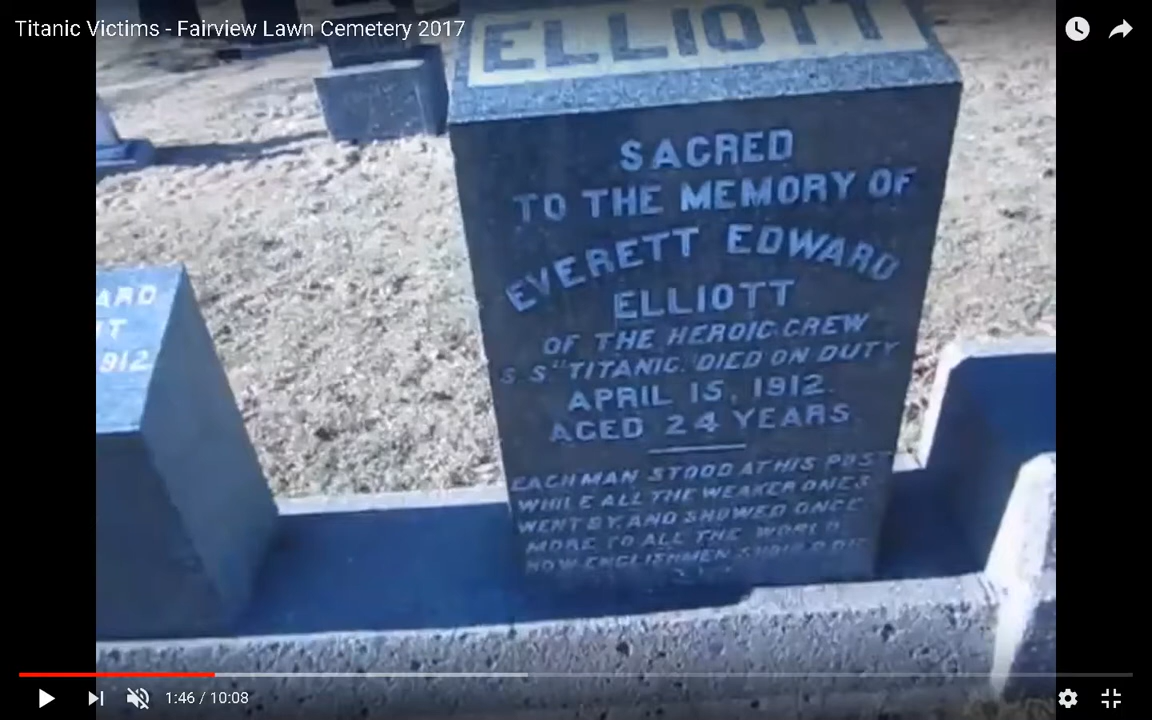 Titanic Victims - Fairview Lawn Cemetery 2017
ELLIOTT
SACRED
TO THE MEMORY OF
EVERETT EDWARD
ELLIOTT
OF THE HEROIC CREW
S.S. "TITANIC." DIED ON DUTY
APRIL 15, 1912.
AGED 24 YEARS.
EACH MAN STOOD AT HIS POST
WHILE ALL THE WEAKER ONES
WENT BY, AND SHOWED ONCE
MORE TO ALL THE WORLD
HOW ENGLISHMEN SHOULD DIE
ARD
IT
912
1:46 / 10:08